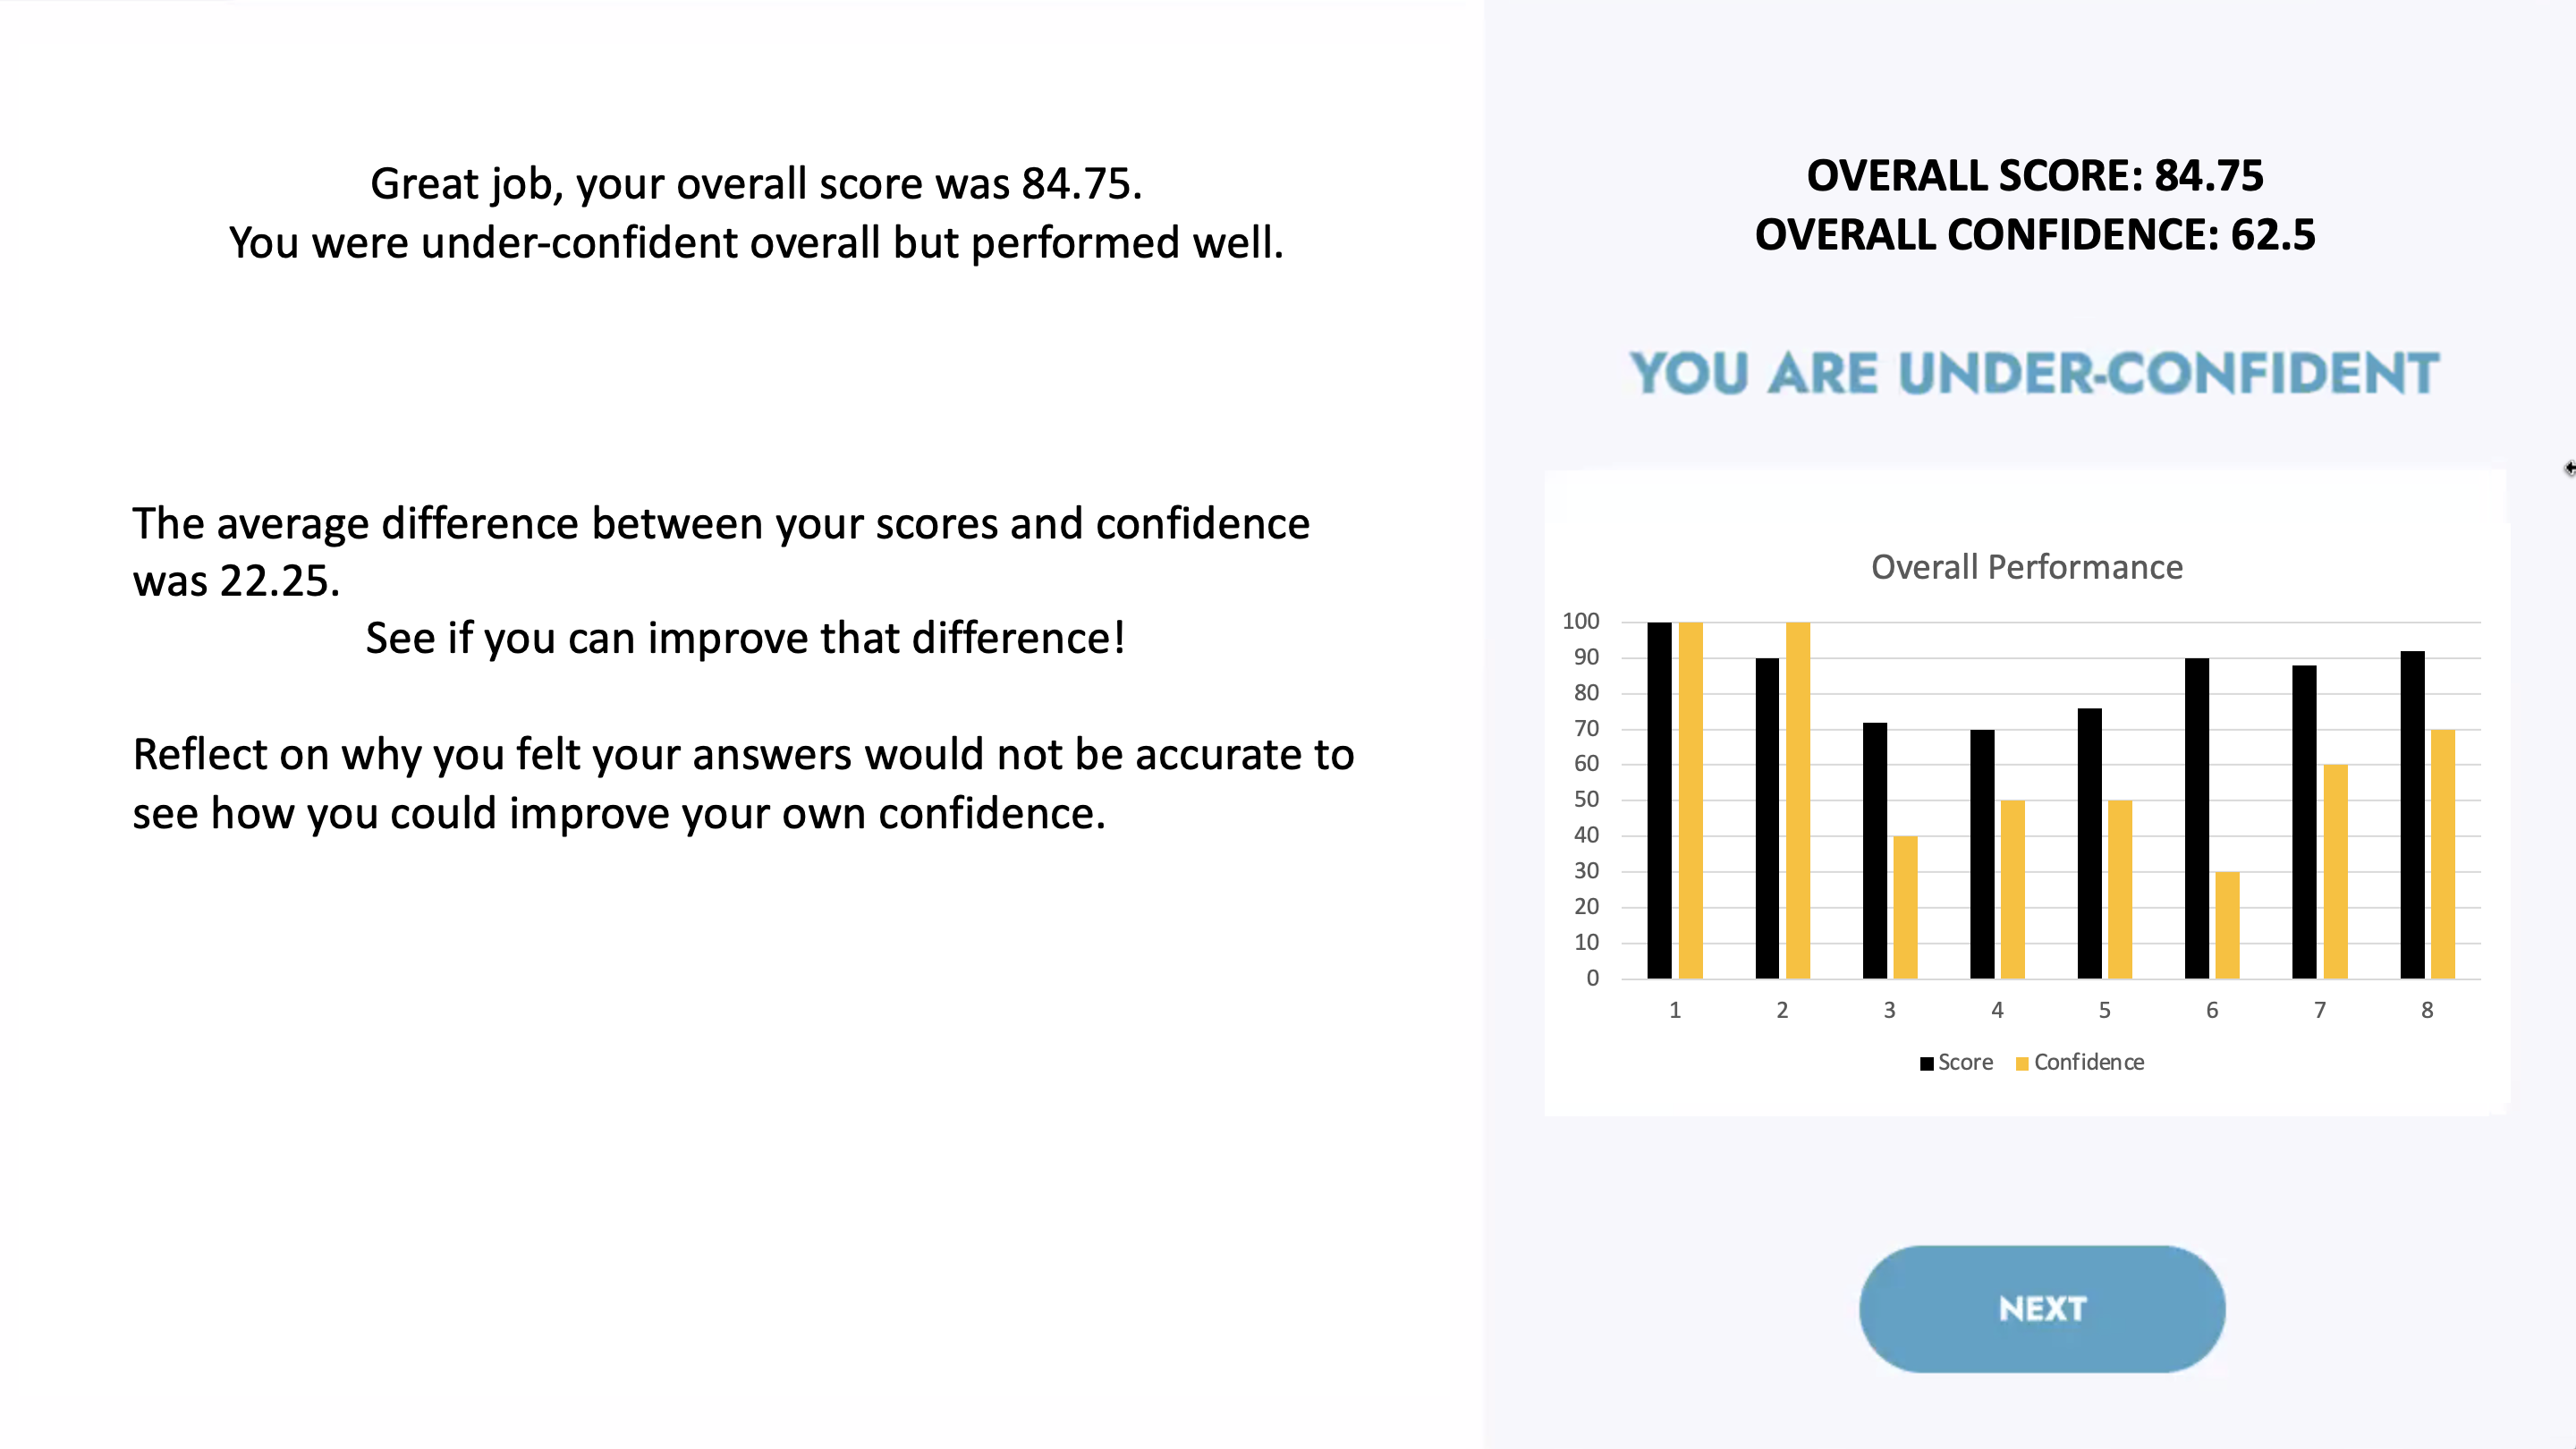 Great job, your overall score was 84.75.
You were under-confident overall but performed well.
The average difference between your scores and confidence
was 22.25.
See if you can improve that difference!
Reflect on why you felt your answers would not be accurate to
see how you could improve your own confidence.
OVERALL SCORE: 84.75
OVERALL CONFIDENCE: 62.5
YOU ARE UNDER-CONFIDENT
Overall Performance
100
90
80
70
60
50
40
30
20
10
0
1 2 3 4 5 6 7 8
Score Confidence
NEXT